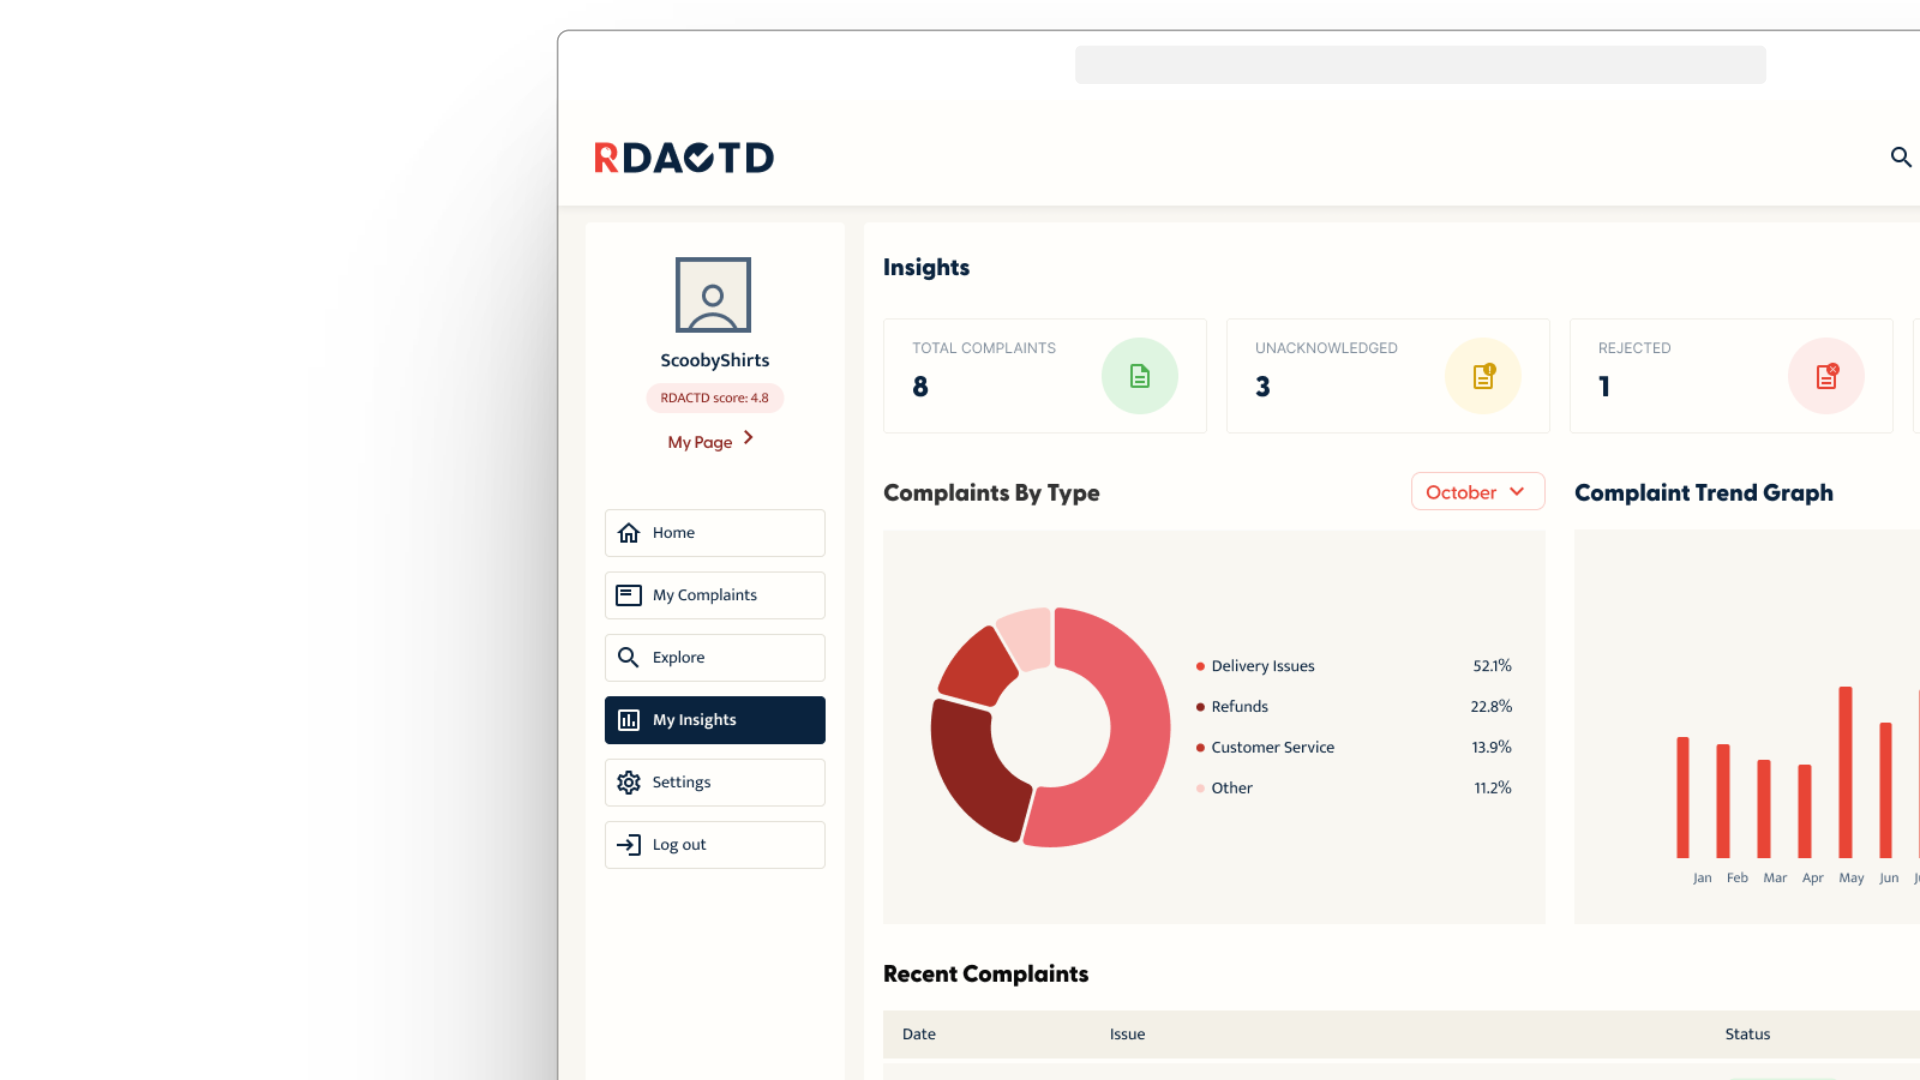 RDACTD
ScoobyShirts
RDACTD score: 4.8
My Page
Home
My Complaints
Explore
My Insights
Settings
Log out
Insights
TOTAL COMPLAINTS
8
UNACKNOWLEDGED
3
REJECTED
1
Complaints By Type
October
Delivery Issues 52.1%
Refunds 22.8%
Customer Service 13.9%
Other 11.2%
Complaint Trend Graph
Jan Feb Mar Apr May Jun
Recent Complaints
Date Issue Status